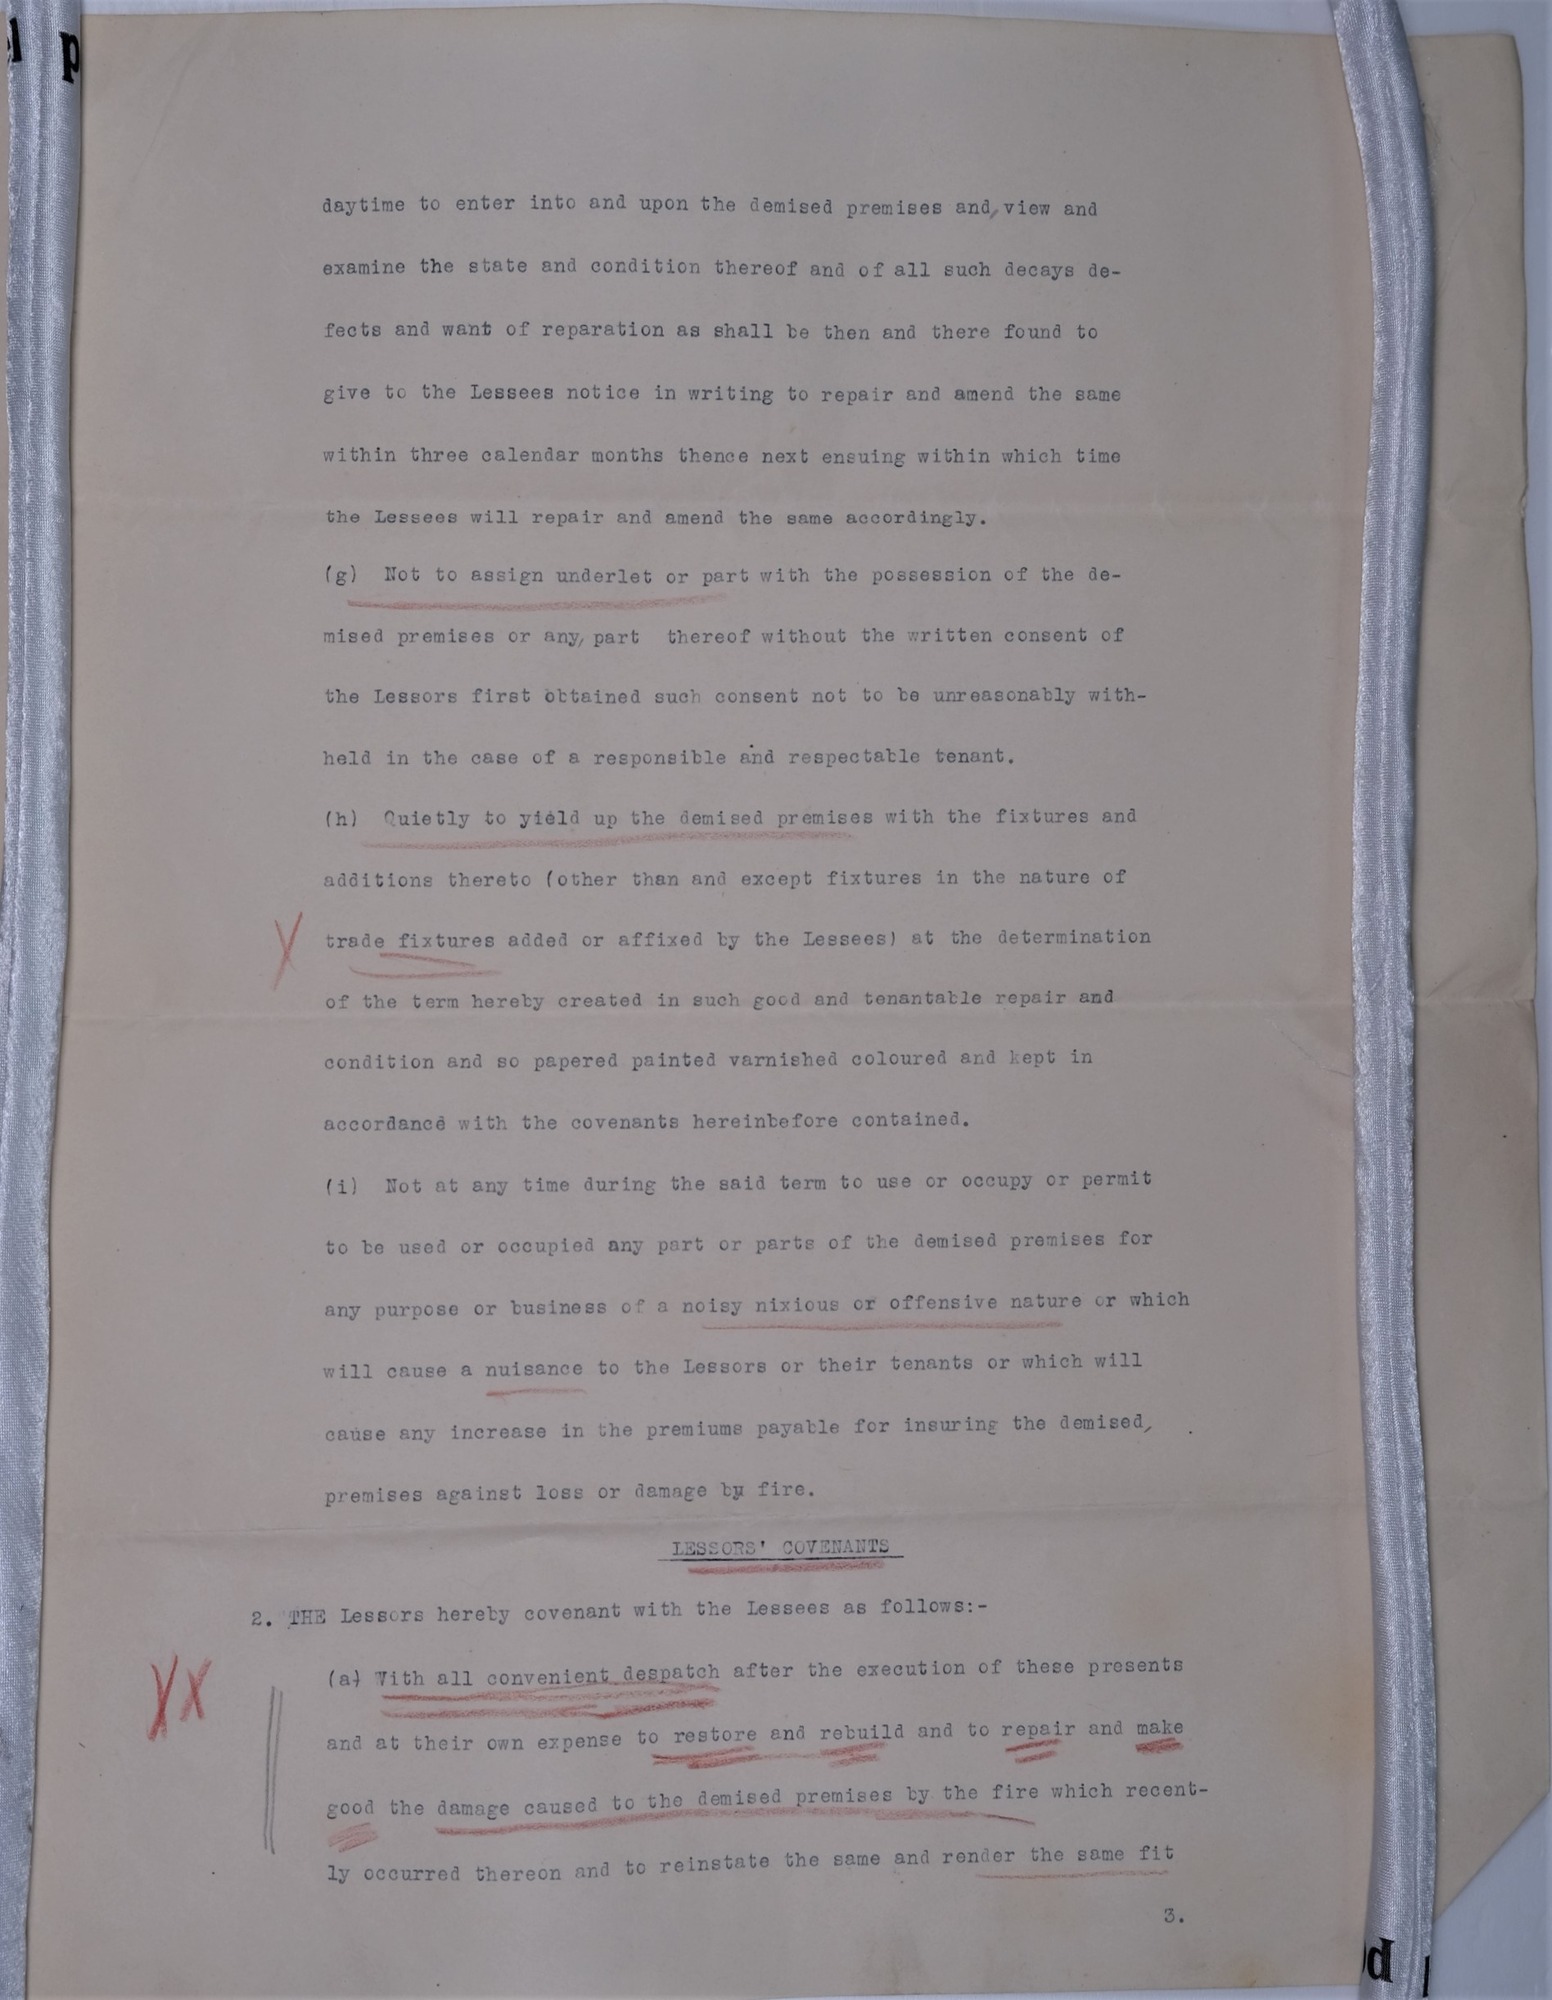 daytime to enter into and upon the demised premises and, view and
examine the state and condition thereof and of all such decays de-
fects and want of reparation as shall be then and there found to
give to the Lessees notice in writing to repair and amend the same
within three calendar months thence next ensuing within which time
the Lessees will repair and amend the same accordingly.
(g) Not to assign underlet or part with the possession of the de-
mised premises or any, part thereof without the written consent of
the Lessors first obtained such consent not to be unreasonably with-
held in the case of a responsible and respectable tenant.
(h) Quietly to yield up the demised premises with the fixtures and
additions thereto (other than and except fixtures in the nature of
X trade fixtures added or affixed by the Lessees) at the determination
of the term hereby created in such good and tenantable repair and
condition and so papered painted varnished coloured and kept in
accordance with the covenants hereinbefore contained.
(i) Not at any time during the said term to use or occupy or permit
to be used or occupied any part or parts of the demised premises for
any purpose or business of a noisy nixious or offensive nature or which
will cause a nuisance to the Lessors or their tenants or which will
cause any increase in the premiums payable for insuring the demised,
premises against loss or damage by fire.
LESSORS' COVENANTS
2. THE Lessors hereby covenant with the Lessees as follows:-
XX (a) With all convenient despatch after the execution of these presents
and at their own expense to restore and rebuild and to repair and make
good the damage caused to the demised premises by the fire which recent-
ly occurred thereon and to reinstate the same and render the same fit
3.